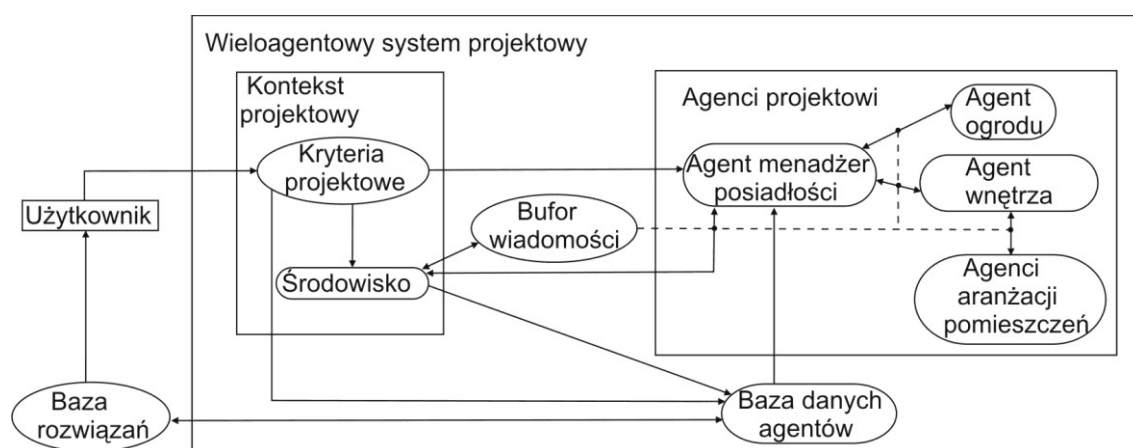 Wieloagentowy system projektowy
Kontekst
projektowy
Kryteria
projektowe
Środowisko
Użytkownik
Bufor
wiadomości
Agenci projektowi
Agent
ogrodu
Agent menadżer
posiadłości
Agent
wnętrza
Agenci
aranżacji
pomieszczeń
Baza
rozwiązań
Baza danych
agentów